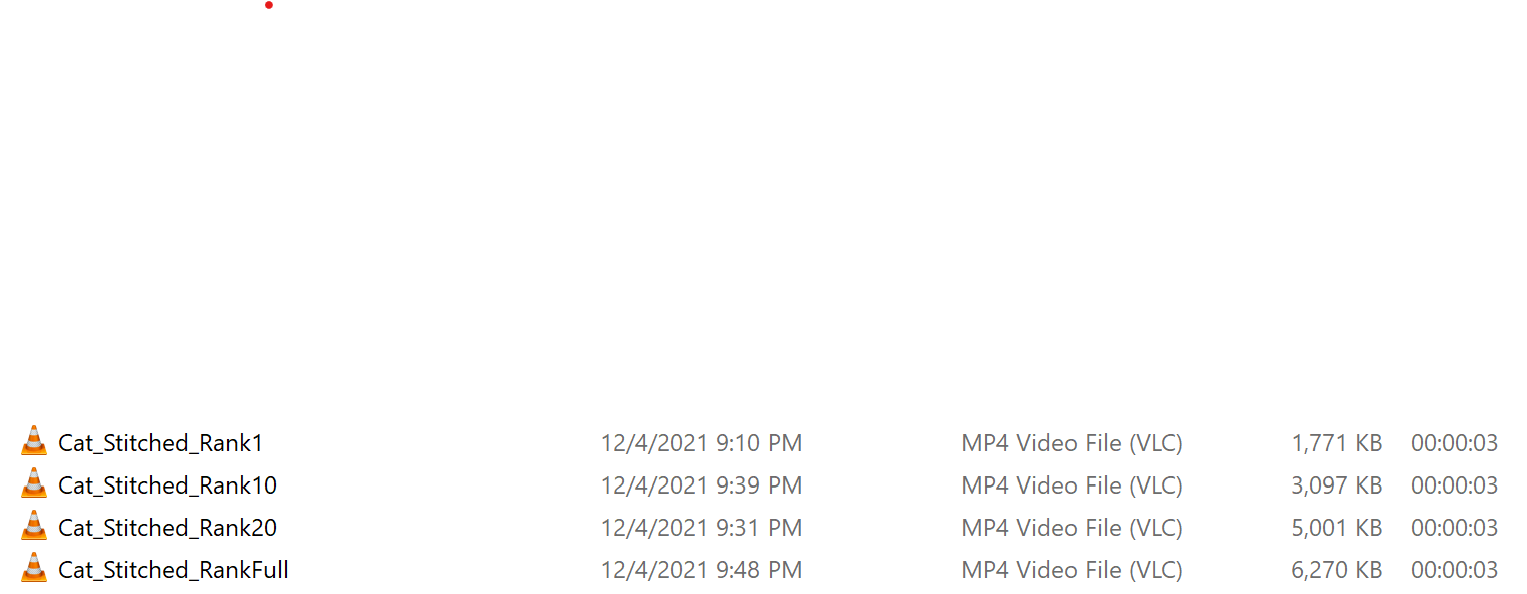 Cat_Stitched_Rank1 12/4/2021 9:10 PM MP4 Video File (VLC) 1,771 KB 00:00:03
Cat_Stitched_Rank10 12/4/2021 9:39 PM MP4 Video File (VLC) 3,097 KB 00:00:03
Cat_Stitched_Rank20 12/4/2021 9:31 PM MP4 Video File (VLC) 5,001 KB 00:00:03
Cat_Stitched_RankFull 12/4/2021 9:48 PM MP4 Video File (VLC) 6,270 KB 00:00:03